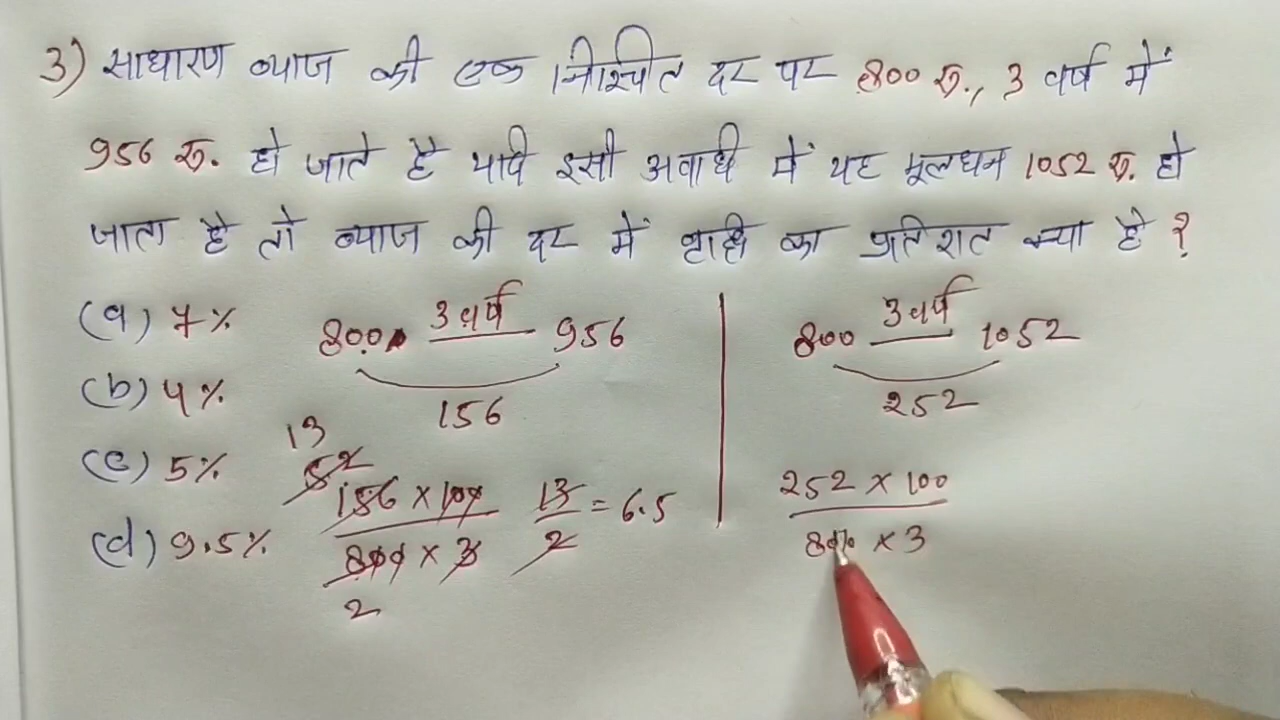 3) साधारण ब्याज की एक निश्चित दर पर 800 रु., 3 वर्ष में
956 रु. हो जाते है यदि इसी अवधि में यह मूलधन 1052 रु. हो
जाता है तो ब्याज की दर में वृद्धि का प्रतिशत क्या है ?
(a) 7%
(b) 4%
(c) 5%
(d) 9.5%
800 3 वर्ष 956
156
13
52
156 × 100
800 × 3
2
13/2 = 6.5
800 3 वर्ष 1052
252
252 × 100
800 × 3